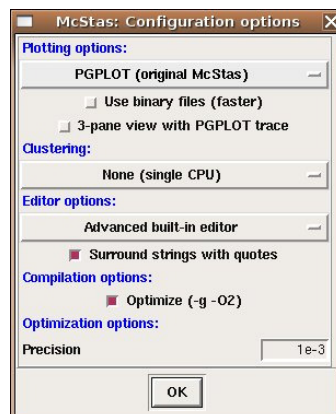 McStas: Configuration options
Plotting options:
PGPLOT (original McStas)
Use binary files (faster)
3-pane view with PGPLOT trace
Clustering:
None (single CPU)
Editor options:
Advanced built-in editor
Surround strings with quotes
Compilation options:
Optimize (-g -O2)
Optimization options:
Precision 1e-3
OK